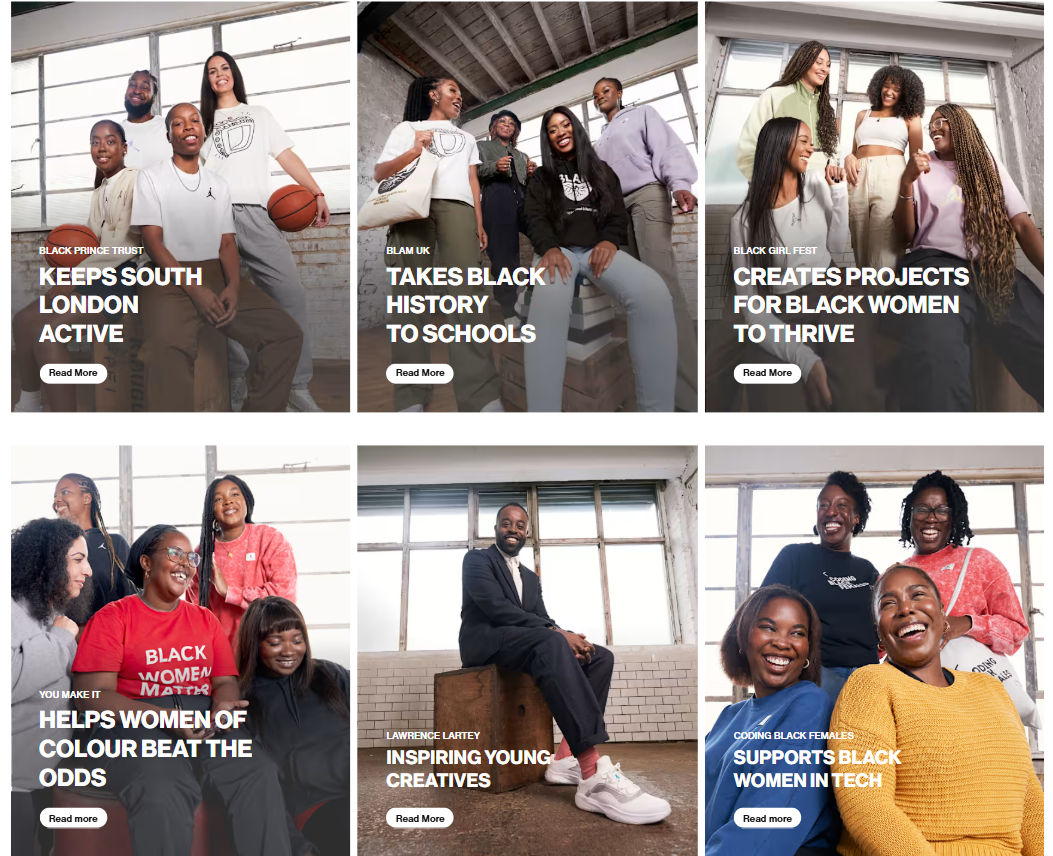 BLACK PRINCE TRUST
KEEPS SOUTH
LONDON
ACTIVE
Read More
BLAM UK
TAKES BLACK
HISTORY
TO SCHOOLS
Read More
BLACK GIRL FEST
CREATES PROJECTS
FOR BLACK WOMEN
TO THRIVE
Read More
BLACK
WOMEN
MATTER
YOU MAKE IT
HELPS WOMEN OF
COLOUR BEAT THE
ODDS
Read more
LAWRENCE LARTEY
INSPIRING YOUNG
CREATIVES
Read More
CODING
BLACK
FEMALES
CODING BLACK FEMALES
SUPPORTS BLACK
WOMEN IN TECH
Read more